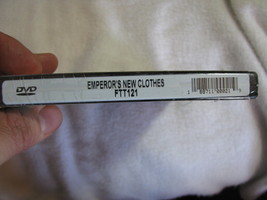 DVD
EMPEROR'S NEW CLOTHES
FTT121